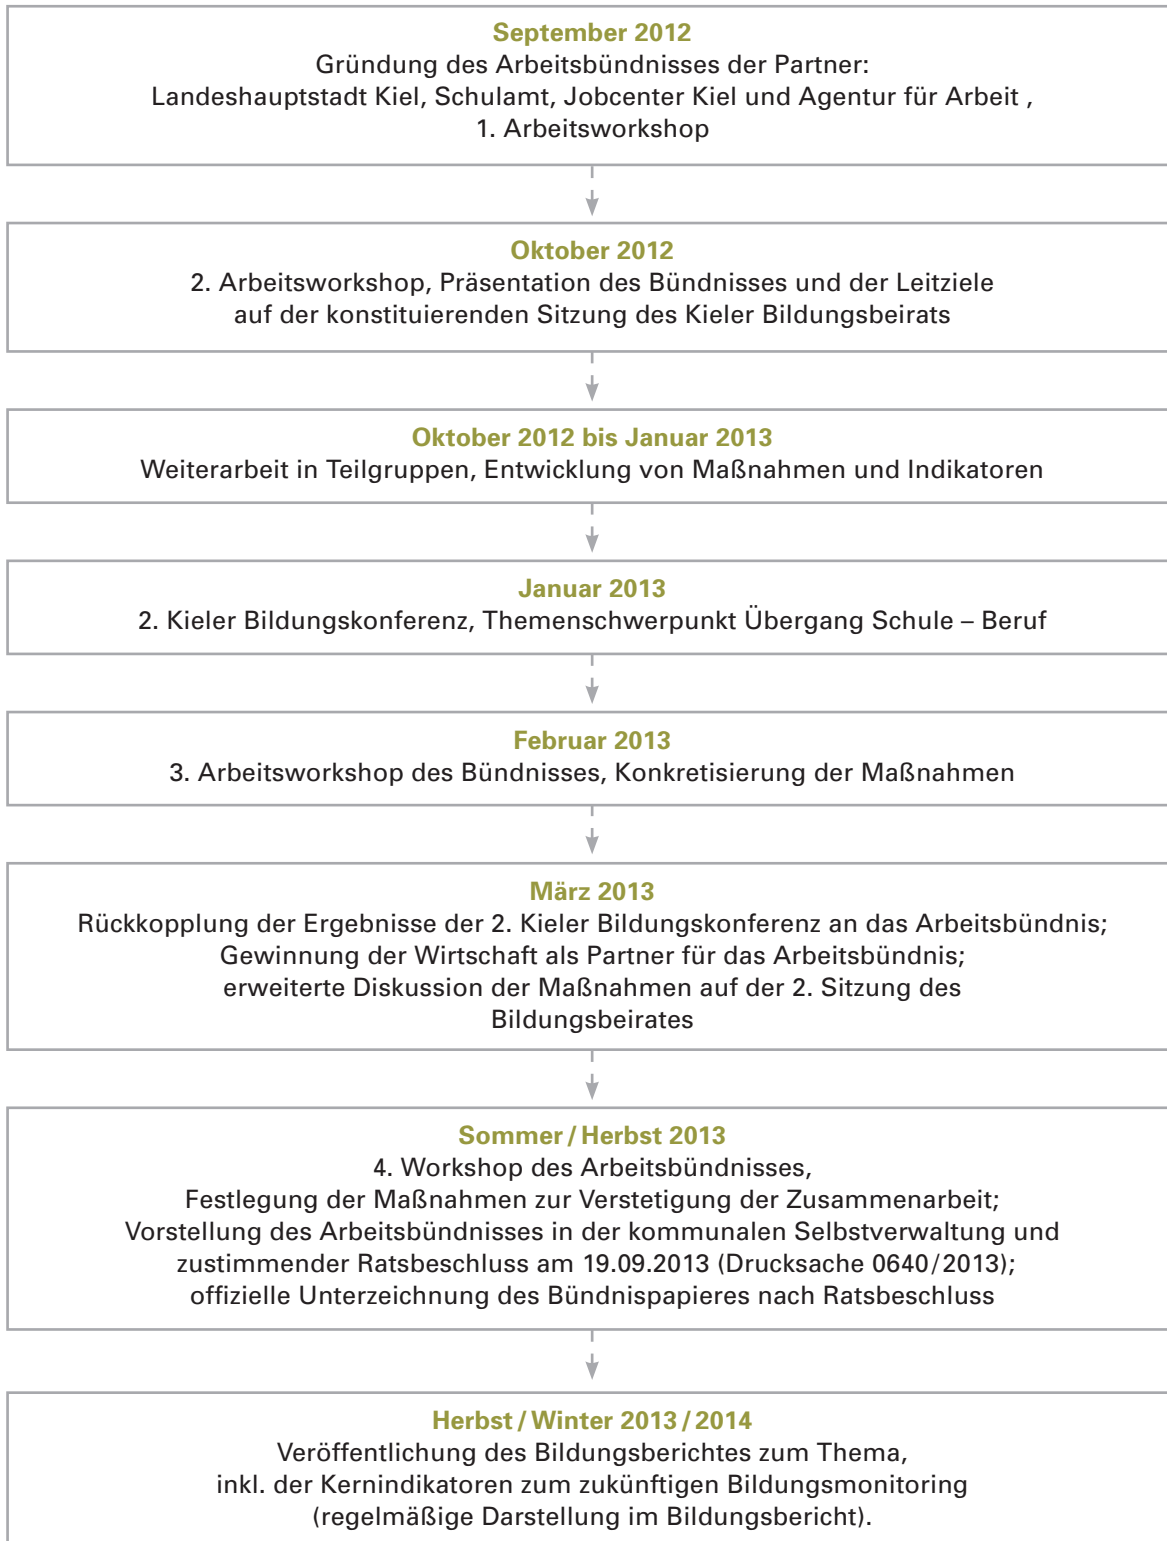 September 2012
Gründung des Arbeitsbündnisses der Partner:
Landeshauptstadt Kiel, Schulamt, Jobcenter Kiel und Agentur für Arbeit ,
1. Arbeitsworkshop
Oktober 2012
2. Arbeitsworkshop, Präsentation des Bündnisses und der Leitziele
auf der konstituierenden Sitzung des Kieler Bildungsbeirats
Oktober 2012 bis Januar 2013
Weiterarbeit in Teilgruppen, Entwicklung von Maßnahmen und Indikatoren
Januar 2013
2. Kieler Bildungskonferenz, Themenschwerpunkt Übergang Schule – Beruf
Februar 2013
3. Arbeitsworkshop des Bündnisses, Konkretisierung der Maßnahmen
März 2013
Rückkopplung der Ergebnisse der 2. Kieler Bildungskonferenz an das Arbeitsbündnis;
Gewinnung der Wirtschaft als Partner für das Arbeitsbündnis;
erweiterte Diskussion der Maßnahmen auf der 2. Sitzung des
Bildungsbeirates
Sommer / Herbst 2013
4. Workshop des Arbeitsbündnisses,
Festlegung der Maßnahmen zur Verstetigung der Zusammenarbeit;
Vorstellung des Arbeitsbündnisses in der kommunalen Selbstverwaltung und
zustimmender Ratsbeschluss am 19.09.2013 (Drucksache 0640/2013);
offizielle Unterzeichnung des Bündnispapieres nach Ratsbeschluss
Herbst / Winter 2013 / 2014
Veröffentlichung des Bildungsberichtes zum Thema,
inkl. der Kernindikatoren zum zukünftigen Bildungsmonitoring
(regelmäßige Darstellung im Bildungsbericht).